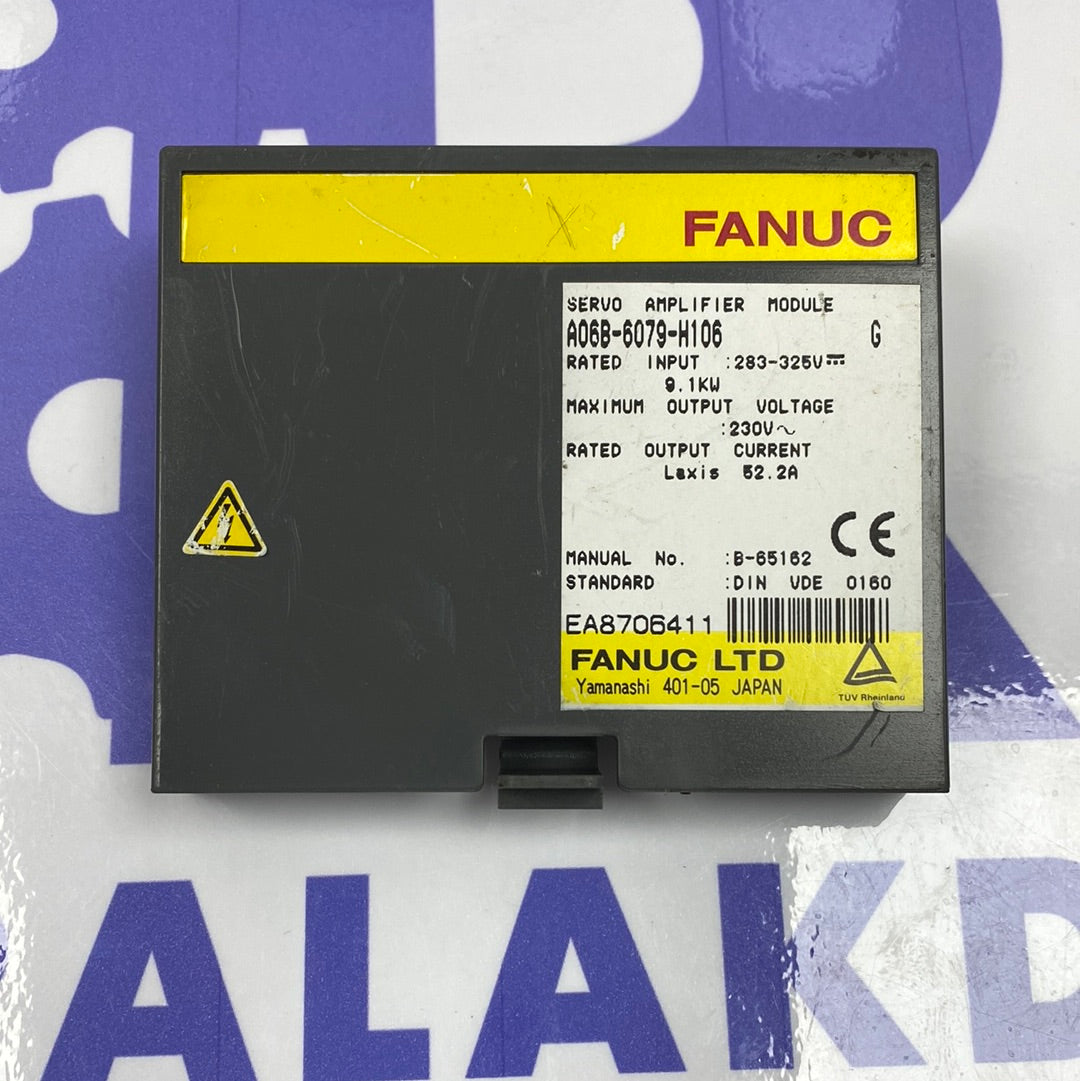 FANUC
SERVO AMPLIFIER MODULE
A06B-6079-H106 G
RATED INPUT :283-325V⎓
9.1KW
MAXIMUM OUTPUT VOLTAGE
:230V～
RATED OUTPUT CURRENT
Laxis 52.2A
CE
MANUAL No. :B-65162
STANDARD :DIN VDE 0160
EA8706411
FANUC LTD
Yamanashi 401-05 JAPAN
TÜV Rheinland
ALAKD